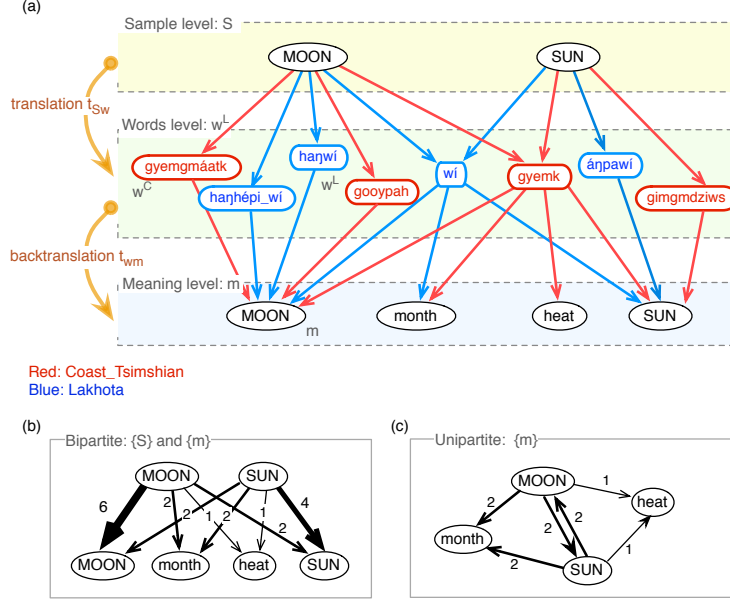 (a)
Sample level: S
MOON SUN
translation t_Sw
Words level: w^L
haŋwí
gyemgmáatk wí gyemk áŋpawí
w^C haŋhépi_wí w^L gooypah gimgmdziws
backtranslation t_wm
Meaning level: m
MOON month heat SUN
m
Red: Coast_Tsimshian
Blue: Lakhota
(b) (c)
Bipartite: {S} and {m} Unipartite: {m}
MOON SUN
6 2 2 1 2 1 2 4
MOON month heat SUN
MOON 1 heat
2 2 2
month 1
2 SUN